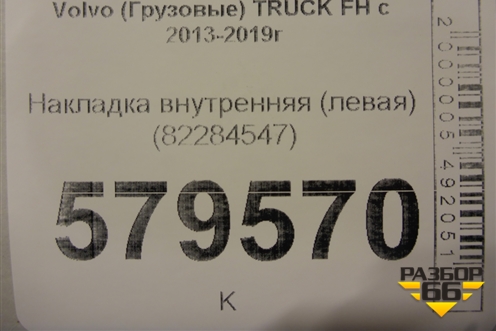 Volvo (Грузовые) TRUCK FH с
2013-2019г
Накладка внутренняя (левая)
(82284547)
579570
К
2000005492051
РАЗБОР
66